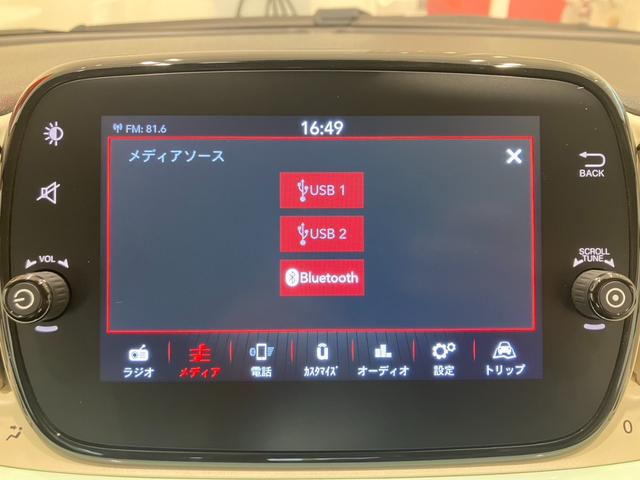 FM: 81.6
16:49
メディアソース
BACK
USB 1
USB 2
Bluetooth
VOL
SCROLL
TUNE
ラジオ
メディア
電話
ｶｽﾀﾏｲｽﾞ
オーディオ
設定
トリップ
0